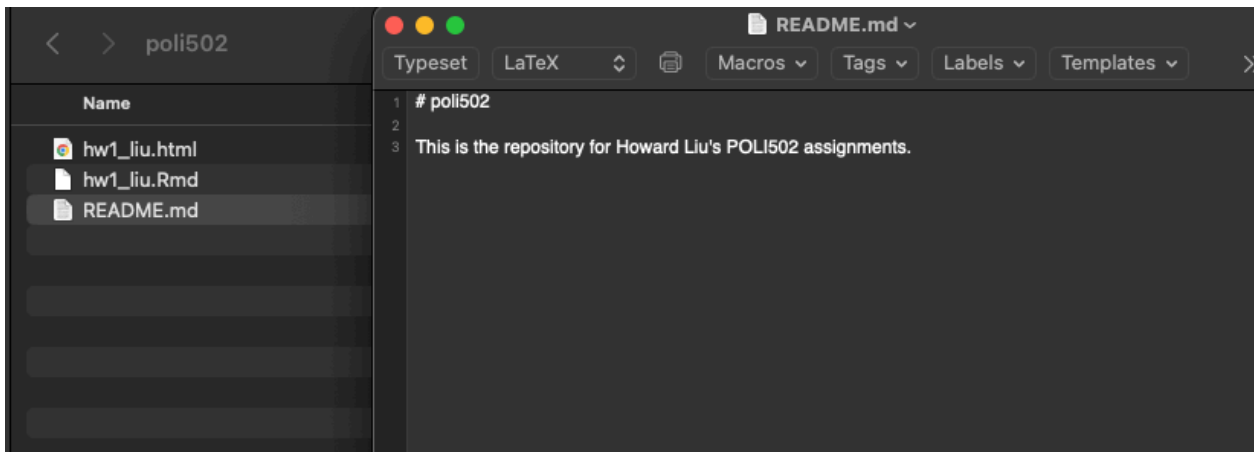 poli502
Name
hw1_liu.html
hw1_liu.Rmd
README.md
README.md
Typeset LaTeX Macros Tags Labels Templates
1 # poli502
2
3 This is the repository for Howard Liu's POLI502 assignments.